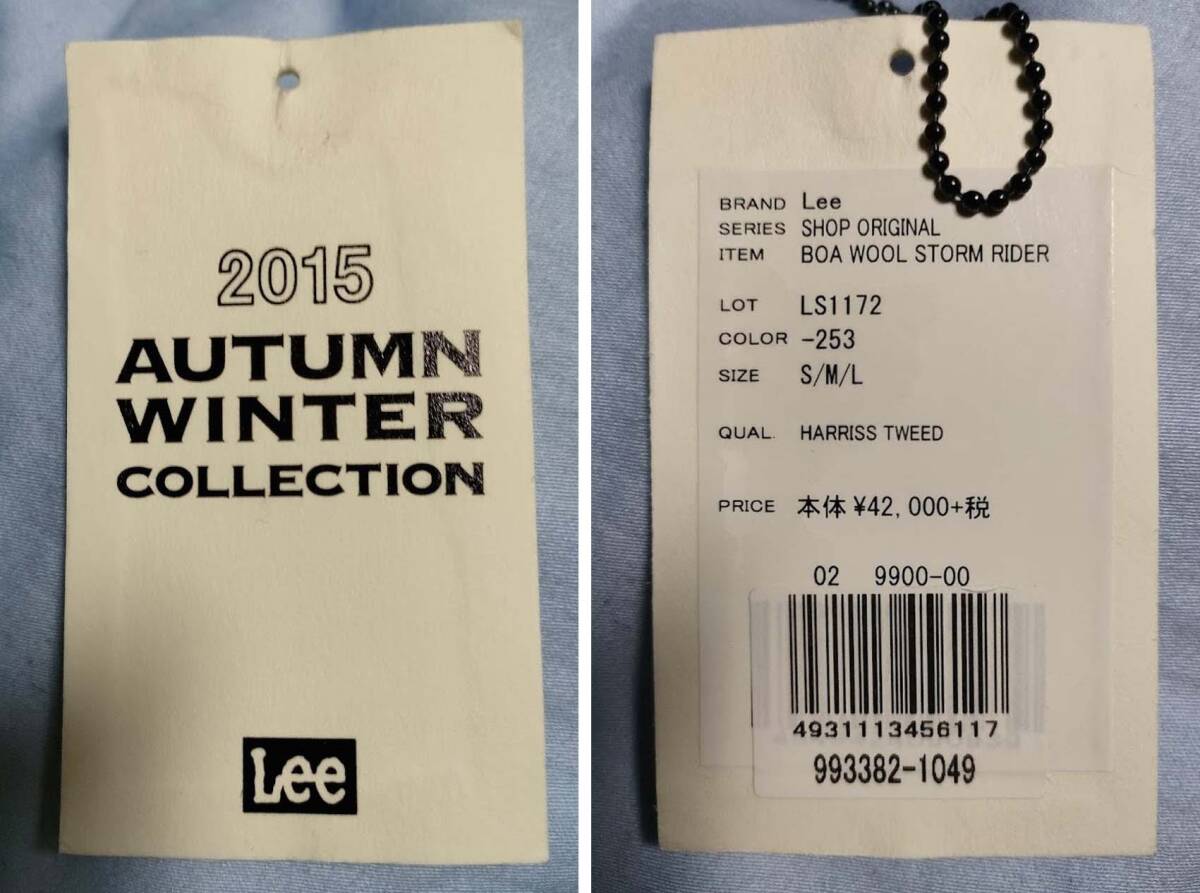 2015
AUTUMN
WINTER
COLLECTION
Lee
BRAND Lee
SERIES SHOP ORIGINAL
ITEM BOA WOOL STORM RIDER
LOT LS1172
COLOR -253
SIZE S/M/L
QUAL. HARRISS TWEED
PRICE 本体 ¥42,000+税
02 9900-00
4931113456117
993382-1049